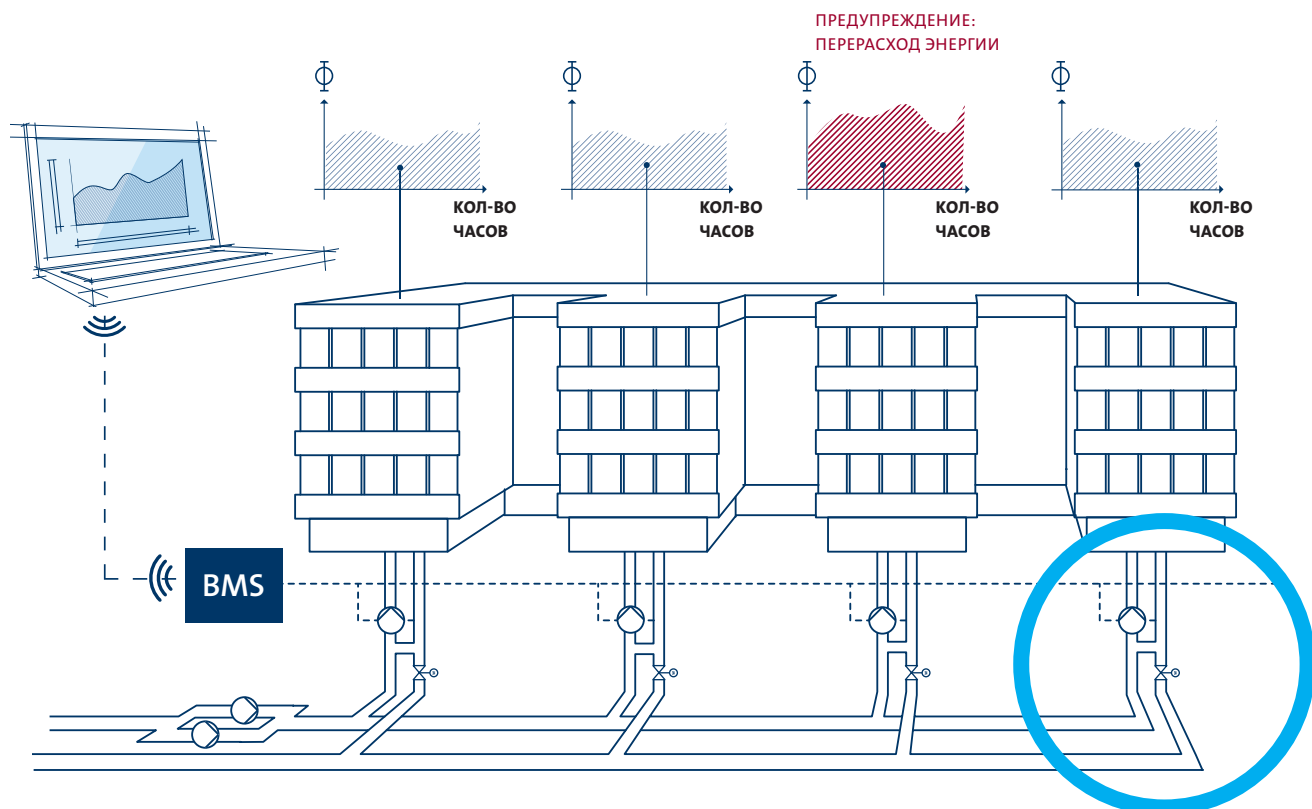 ПРЕДУПРЕЖДЕНИЕ:
ПЕРЕРАСХОД ЭНЕРГИИ
Ф Ф Ф Ф
КОЛ-ВО
ЧАСОВ
КОЛ-ВО
ЧАСОВ
КОЛ-ВО
ЧАСОВ
КОЛ-ВО
ЧАСОВ
BMS